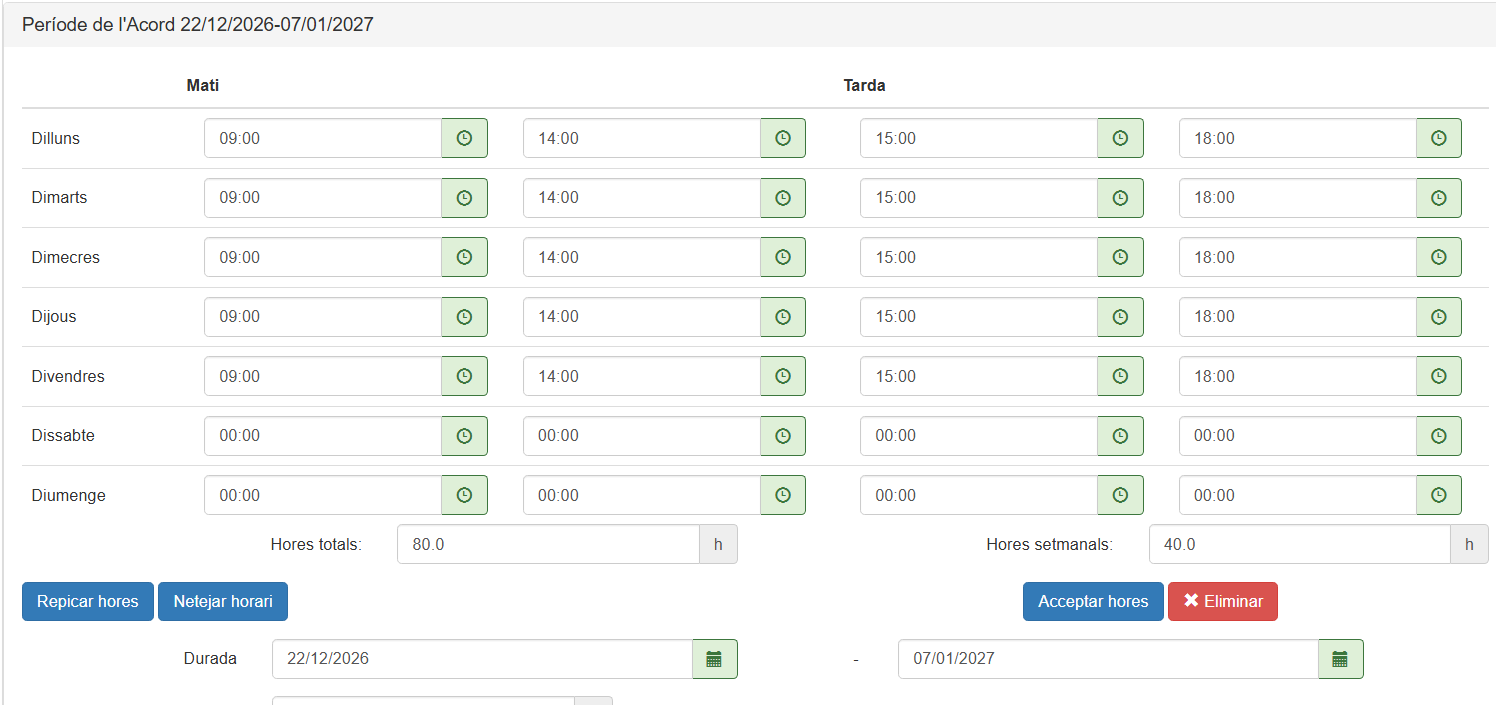 Període de l'Acord 22/12/2026-07/01/2027
Mati Tarda
Dilluns 09:00 14:00 15:00 18:00
Dimarts 09:00 14:00 15:00 18:00
Dimecres 09:00 14:00 15:00 18:00
Dijous 09:00 14:00 15:00 18:00
Divendres 09:00 14:00 15:00 18:00
Dissabte 00:00 00:00 00:00 00:00
Diumenge 00:00 00:00 00:00 00:00
Hores totals: 80.0 h Hores setmanals: 40.0 h
Repicar hores Netejar horari Acceptar hores Eliminar
Durada 22/12/2026 - 07/01/2027